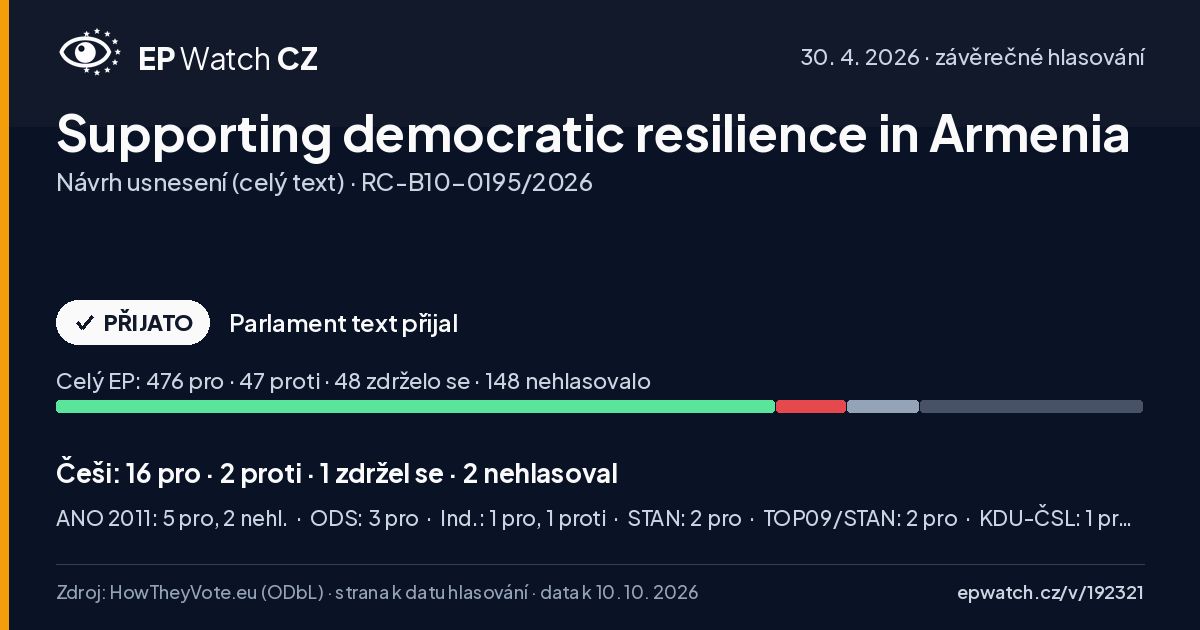 EP Watch CZ
30. 4. 2026 · závěrečné hlasování
Supporting democratic resilience in Armenia
Návrh usnesení (celý text) · RC-B10-0195/2026
✓ PŘIJATO
Parlament text přijal
Celý EP: 476 pro · 47 proti · 48 zdrželo se · 148 nehlasovalo
Češi: 16 pro · 2 proti · 1 zdržel se · 2 nehlasoval
ANO 2011: 5 pro, 2 nehl. · ODS: 3 pro · Ind.: 1 pro, 1 proti · STAN: 2 pro · TOP09/STAN: 2 pro · KDU-ČSL: 1 pr…
Zdroj: HowTheyVote.eu (ODbL) · strana k datu hlasování · data k 10. 10. 2026
epwatch.cz/v/192321